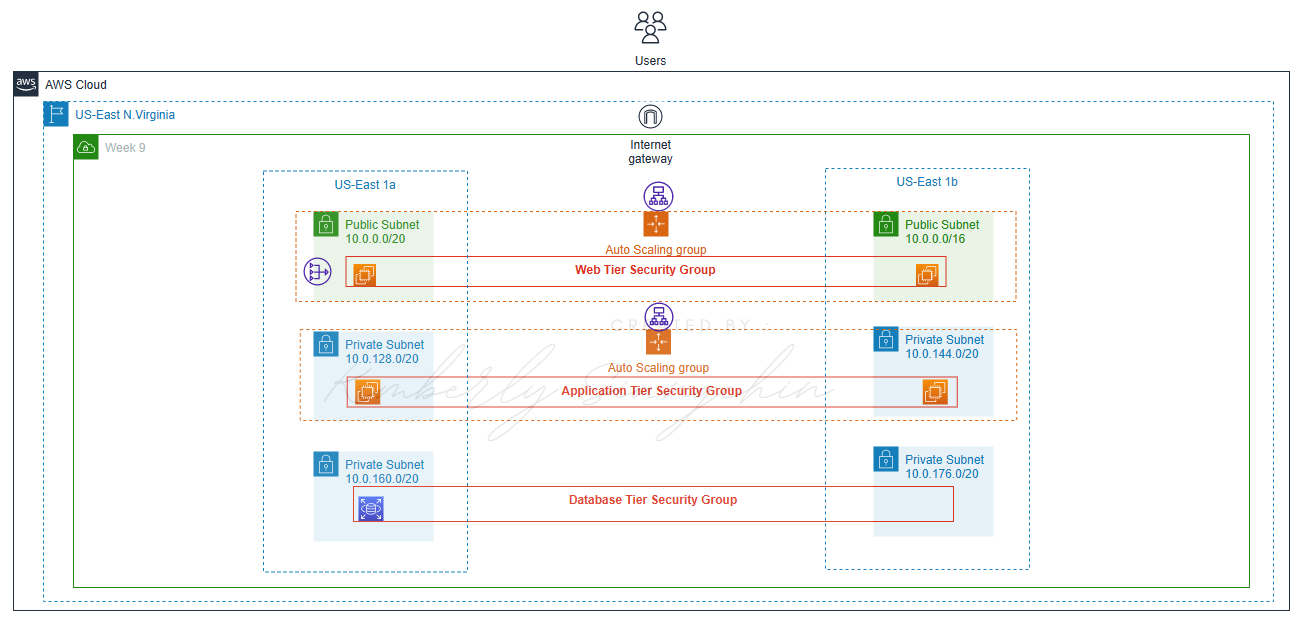 Users
aws
AWS Cloud
US-East N.Virginia
Week 9
Internet
gateway
US-East 1a
US-East 1b
Public Subnet
10.0.0.0/20
Public Subnet
10.0.0.0/16
Auto Scaling group
Web Tier Security Group
CREATED BY
Private Subnet
10.0.128.0/20
Private Subnet
10.0.144.0/20
Auto Scaling group
Kimberly
Application Tier Security Group
Private Subnet
10.0.160.0/20
Private Subnet
10.0.176.0/20
Database Tier Security Group